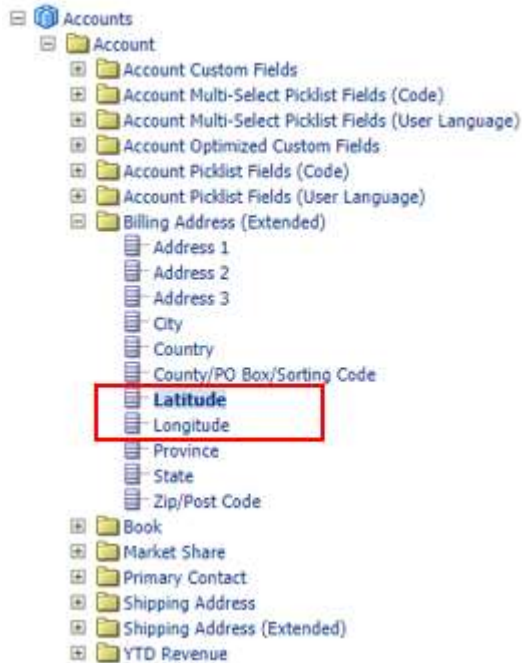 Accounts
Account
Account Custom Fields
Account Multi-Select Picklist Fields (Code)
Account Multi-Select Picklist Fields (User Language)
Account Optimized Custom Fields
Account Picklist Fields (Code)
Account Picklist Fields (User Language)
Billing Address (Extended)
Address 1
Address 2
Address 3
City
Country
County/PO Box/Sorting Code
Latitude
Longitude
Province
State
Zip/Post Code
Book
Market Share
Primary Contact
Shipping Address
Shipping Address (Extended)
YTD Revenue